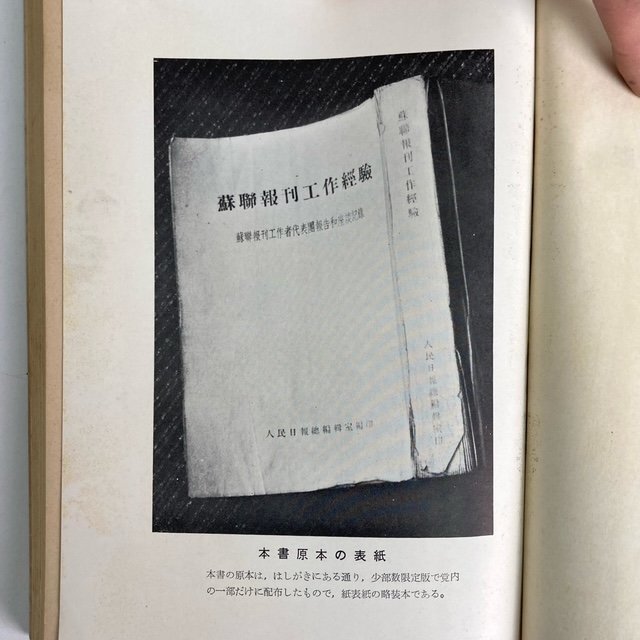 蘇聯報刊工作經驗
蘇聯報刊工作者代表團報告和座談記錄
人民日報總編輯室編印
蘇聯報刊工作經驗
人民日報總編輯室印
本書原本の表紙
本書の原本は，はしがきにある通り，少部数限定版で党内
の一部だけに配布したもので，紙表紙の略装本である。